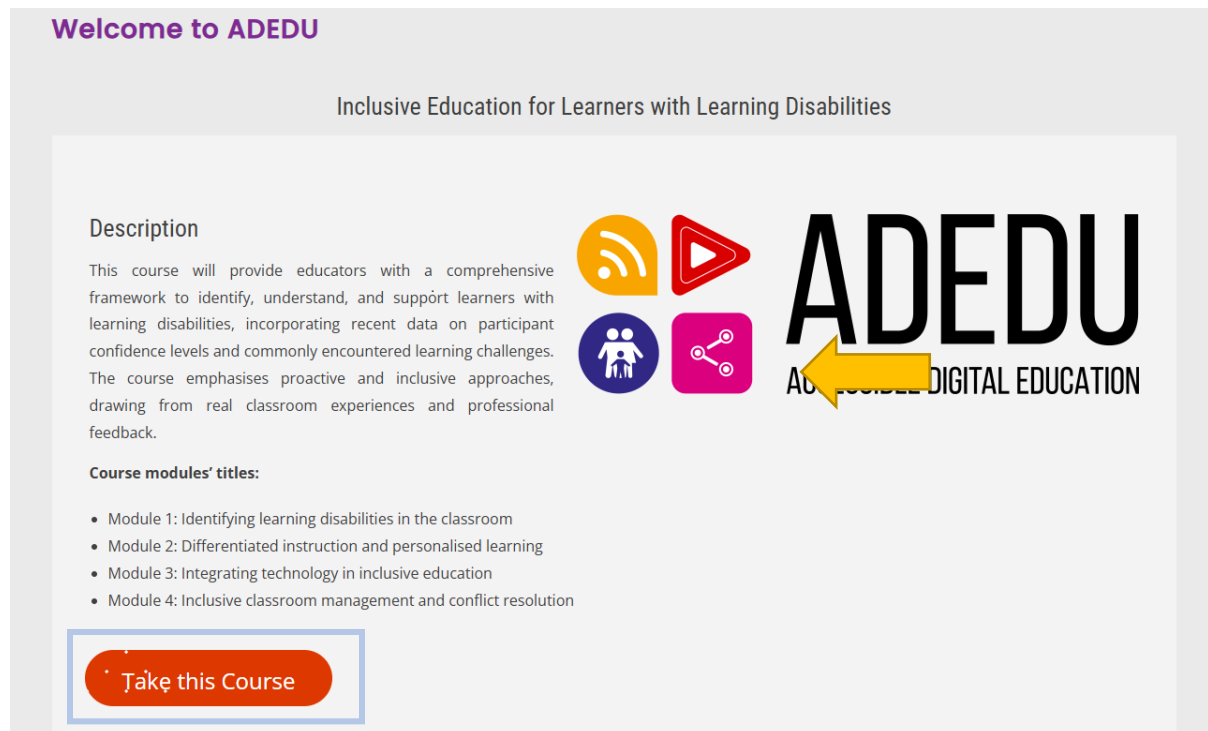 Welcome to ADEDU
Inclusive Education for Learners with Learning Disabilities
Description
This course will provide educators with a comprehensive
framework to identify, understand, and support learners with
learning disabilities, incorporating recent data on participant
confidence levels and commonly encountered learning challenges.
The course emphasises proactive and inclusive approaches,
drawing from real classroom experiences and professional
feedback.
ADEDU
DIGITAL EDUCATION
Course modules’ titles:
• Module 1: Identifying learning disabilities in the classroom
• Module 2: Differentiated instruction and personalised learning
• Module 3: Integrating technology in inclusive education
• Module 4: Inclusive classroom management and conflict resolution
Take this Course